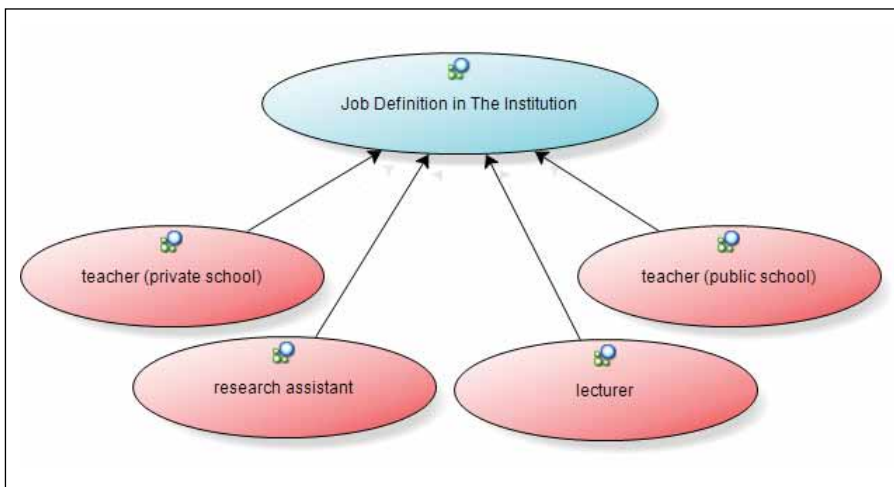 Job Definition in The Institution
teacher (private school)
teacher (public school)
research assistant
lecturer